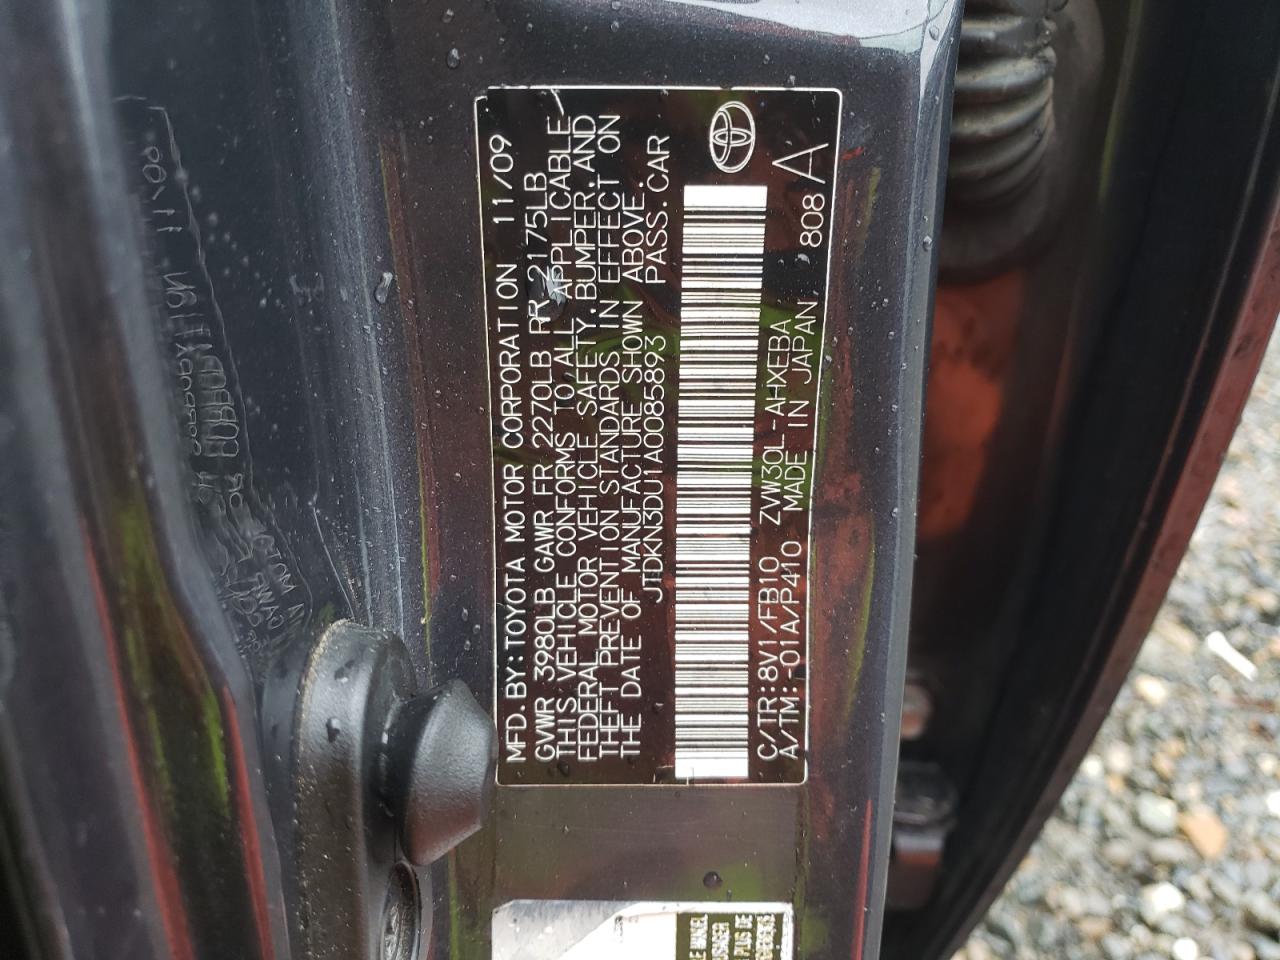 MFD. BY: TOYOTA MOTOR CORPORATION 11/09
GVWR 3980LB GAWR FR 2270LB RR 2175LB
THIS VEHICLE CONFORMS TO ALL APPLICABLE
FEDERAL MOTOR VEHICLE SAFETY, BUMPER, AND
THEFT PREVENTION STANDARDS IN EFFECT ON
THE DATE OF MANUFACTURE SHOWN ABOVE.
JTDKN3DU1A0085893 PASS. CAR
C/TR: 8V1/FB10 ZVW30L-AHXEBA 808 A
A/TM: -01A/P410 MADE IN JAPAN
PLUS DE